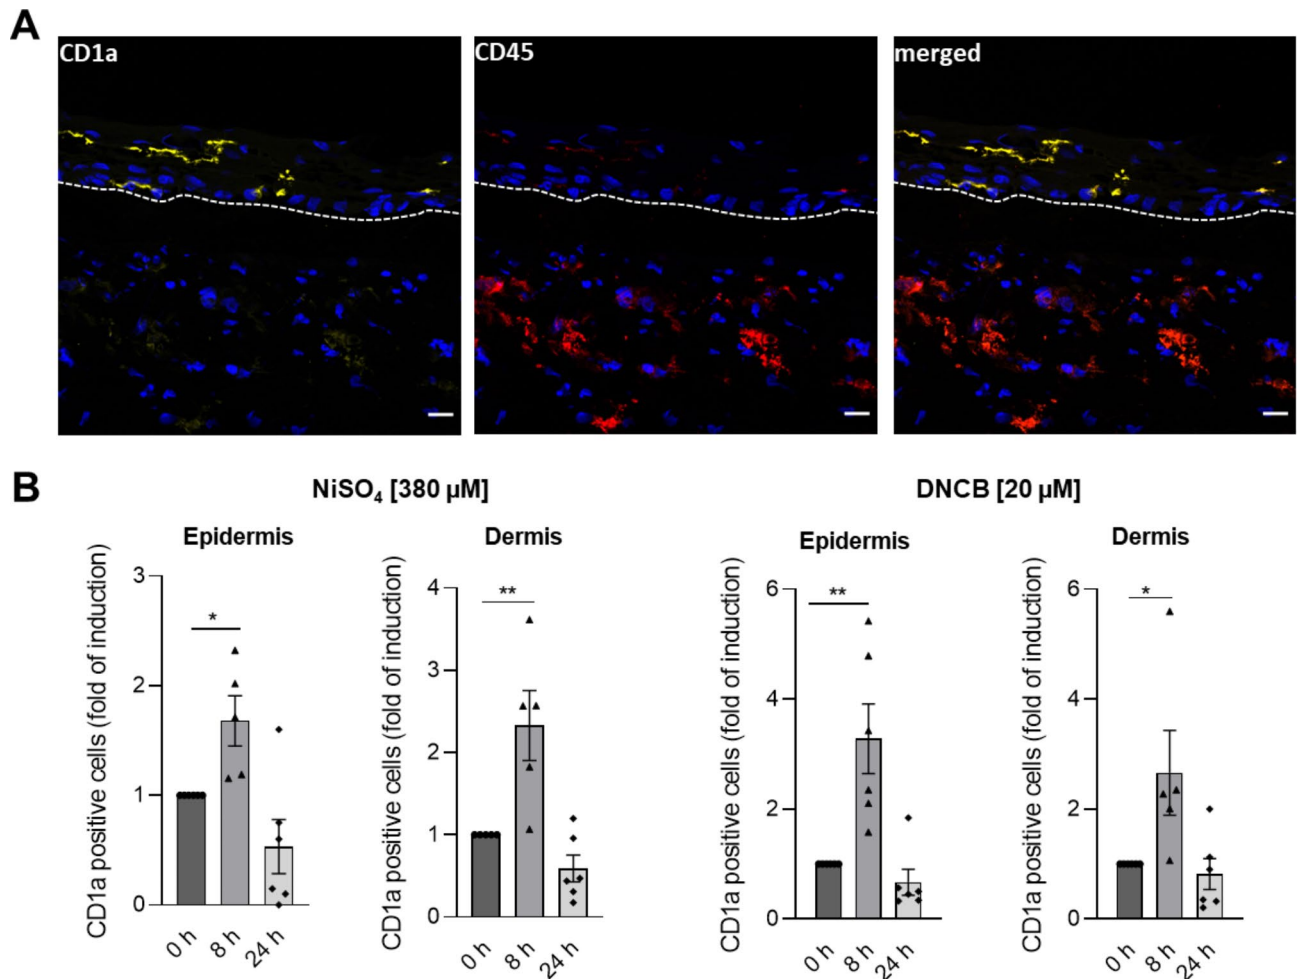 A
CD1a
CD45
merged
B
NiSO₄ [380 µM]
DNCB [20 µM]
Epidermis
Dermis
Epidermis
Dermis
CD1a positive cells (fold of induction)
3
2
1
0
*
0 h
8 h
24 h
CD1a positive cells (fold of induction)
4
3
2
1
0
**
0 h
8 h
24 h
CD1a positive cells (fold of induction)
6
4
2
0
**
0 h
8 h
24 h
CD1a positive cells (fold of induction)
6
4
2
0
*
0 h
8 h
24 h